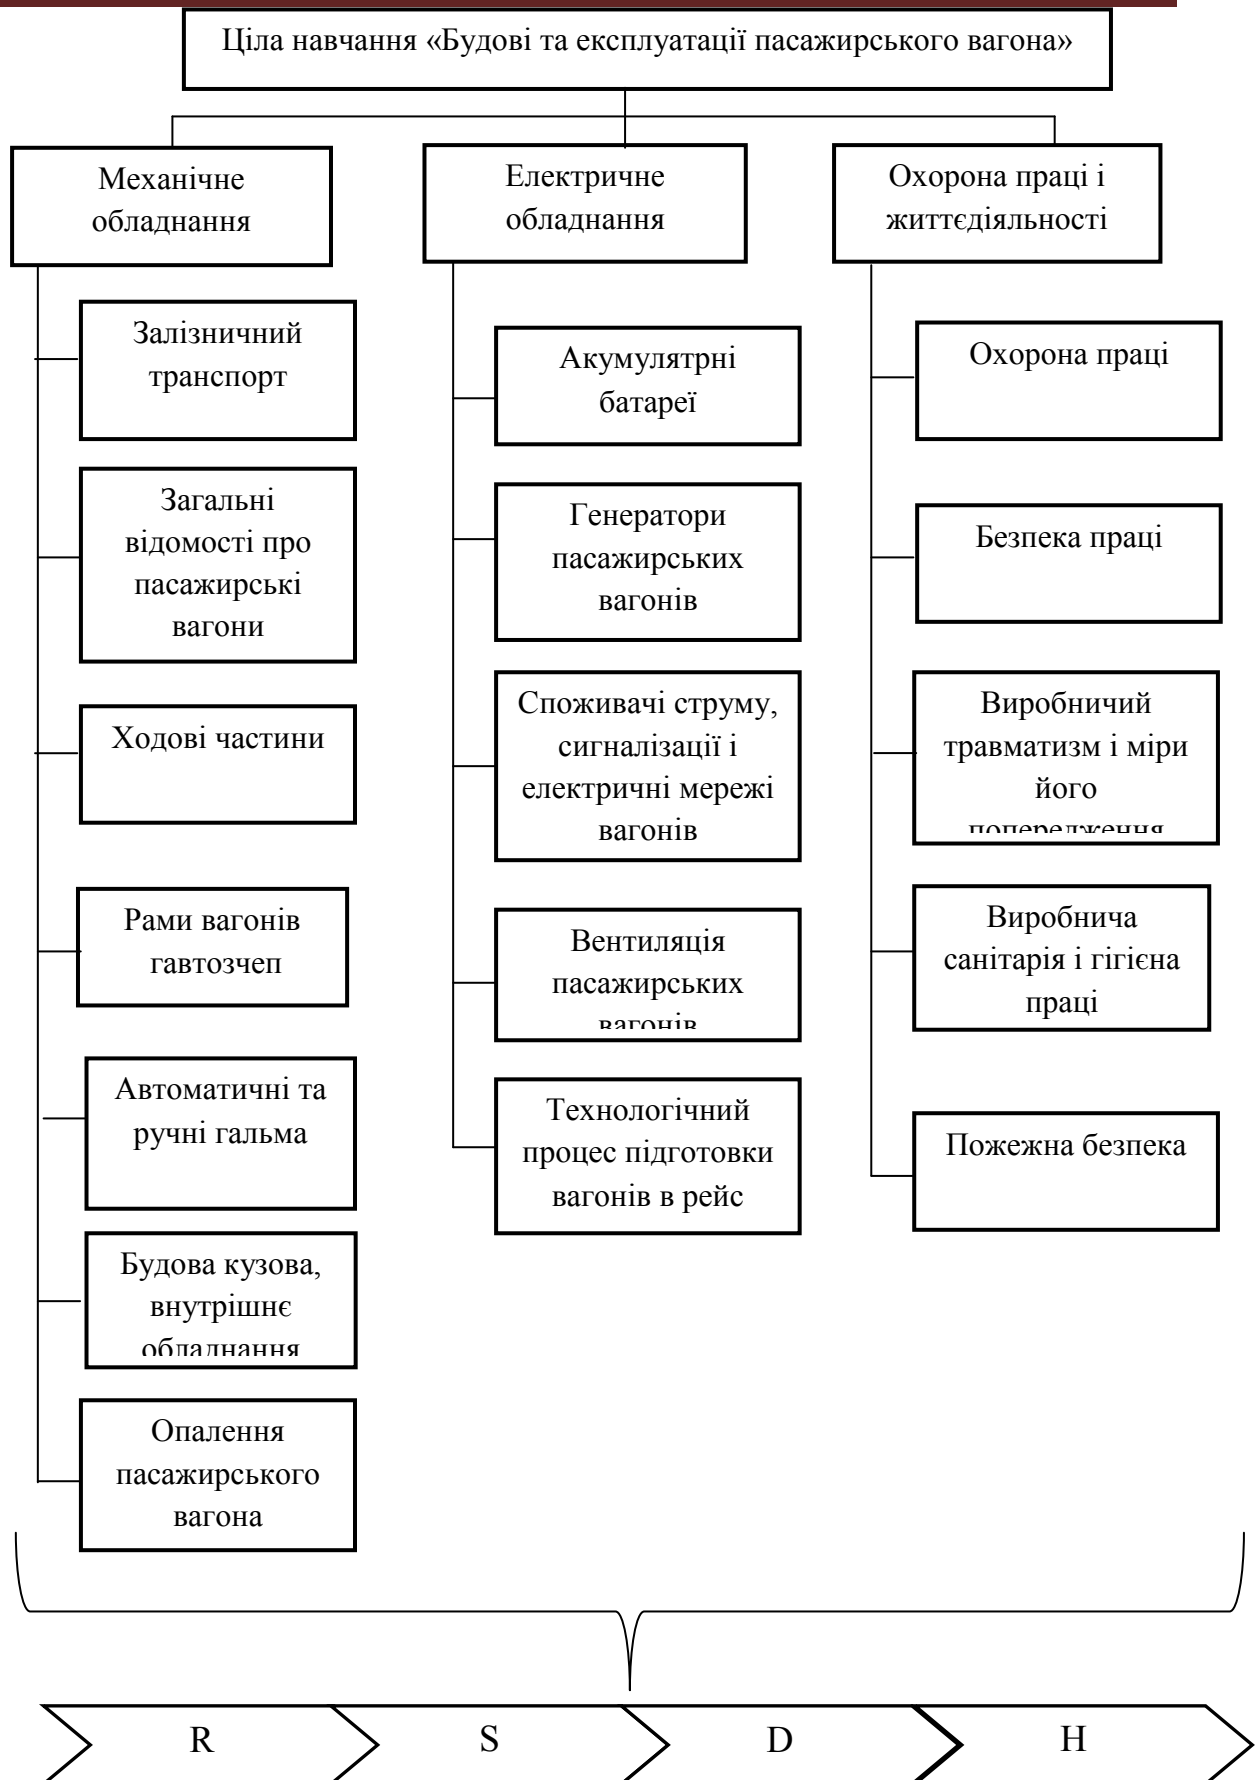 Ціла навчання «Будові та експлуатації пасажирського вагона»
Механічне
обладнання
Електричне
обладнання
Охорона праці і
життєдіяльності
Залізничний
транспорт
Загальні
відомості про
пасажирські
вагони
Ходові частини
Рами вагонів
гавтозчеп
Автоматичні та
ручні гальма
Будова кузова,
внутрішнє
обладнання
Опалення
пасажирського
вагона
Акумулятрні
батареї
Генератори
пасажирських
вагонів
Споживачі струму,
сигналізації і
електричні мережі
вагонів
Вентиляція
пасажирських
вагонів
Технологічний
процес підготовки
вагонів в рейс
Охорона праці
Безпека праці
Виробничий
травматизм і міри
його
попередження
Виробнича
санітарія і гігієна
праці
Пожежна безпека
R
S
D
H